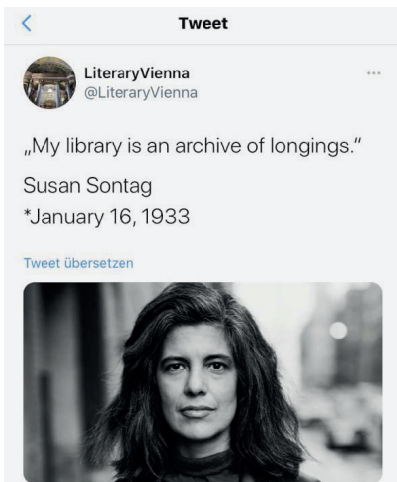 Tweet
LiteraryVienna
@LiteraryVienna
„My library is an archive of longings.“
Susan Sontag
*January 16, 1933
Tweet übersetzen